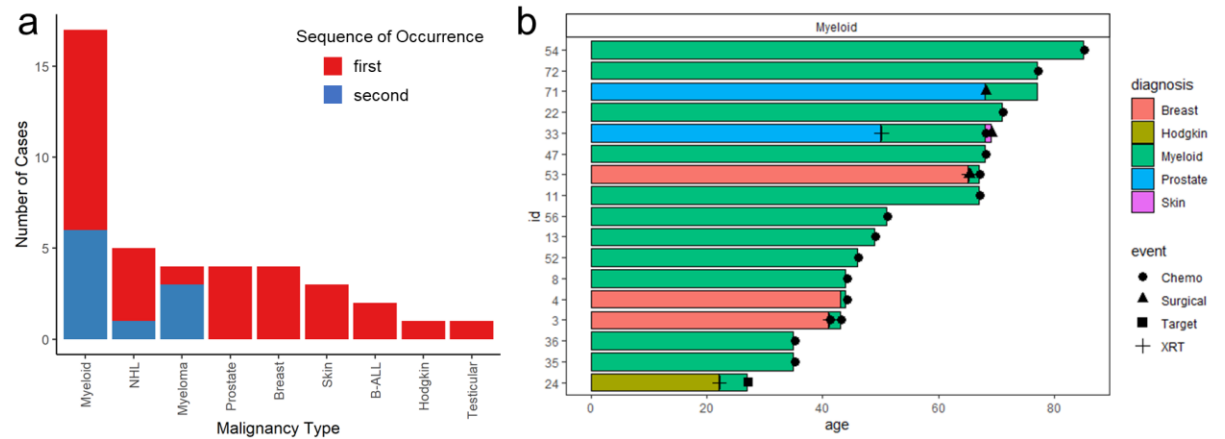 a
Sequence of Occurrence
first
second
Number of Cases
15
10
5
0
Myeloid
NHL
Myeloma
Prostate
Breast
Skin
B-ALL
Hodgkin
Testicular
Malignancy Type
b
Myeloid
id
54
72
71
22
33
47
53
11
56
13
52
8
4
3
36
35
24
0
20
40
60
80
age
diagnosis
Breast
Hodgkin
Myeloid
Prostate
Skin
event
Chemo
Surgical
Target
XRT